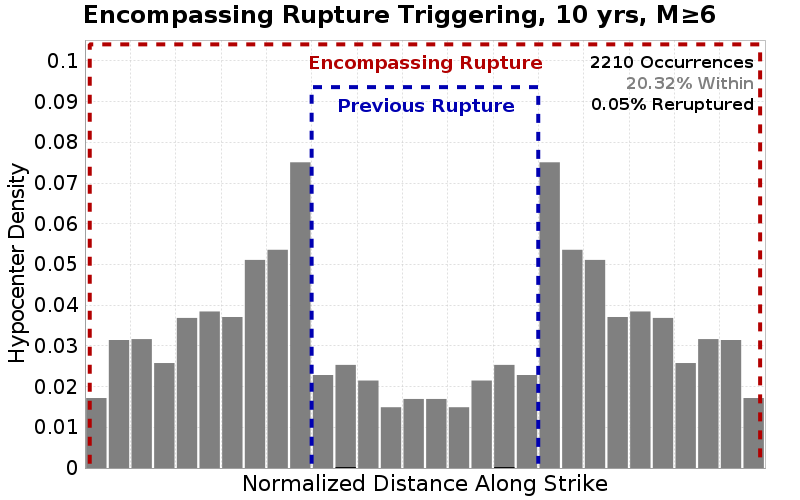 Encompassing Rupture Triggering, 10 yrs, M≥6
Encompassing Rupture
Previous Rupture
2210 Occurrences
20.32% Within
0.05% Reruptured
Hypocenter Density
0.1
0.09
0.08
0.07
0.06
0.05
0.04
0.03
0.02
0.01
0
Normalized Distance Along Strike